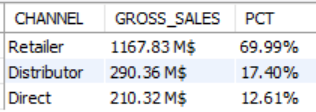 CHANNEL GROSS_SALES PCT
Retailer 1167.83 M$ 69.99%
Distributor 290.36 M$ 17.40%
Direct 210.32 M$ 12.61%